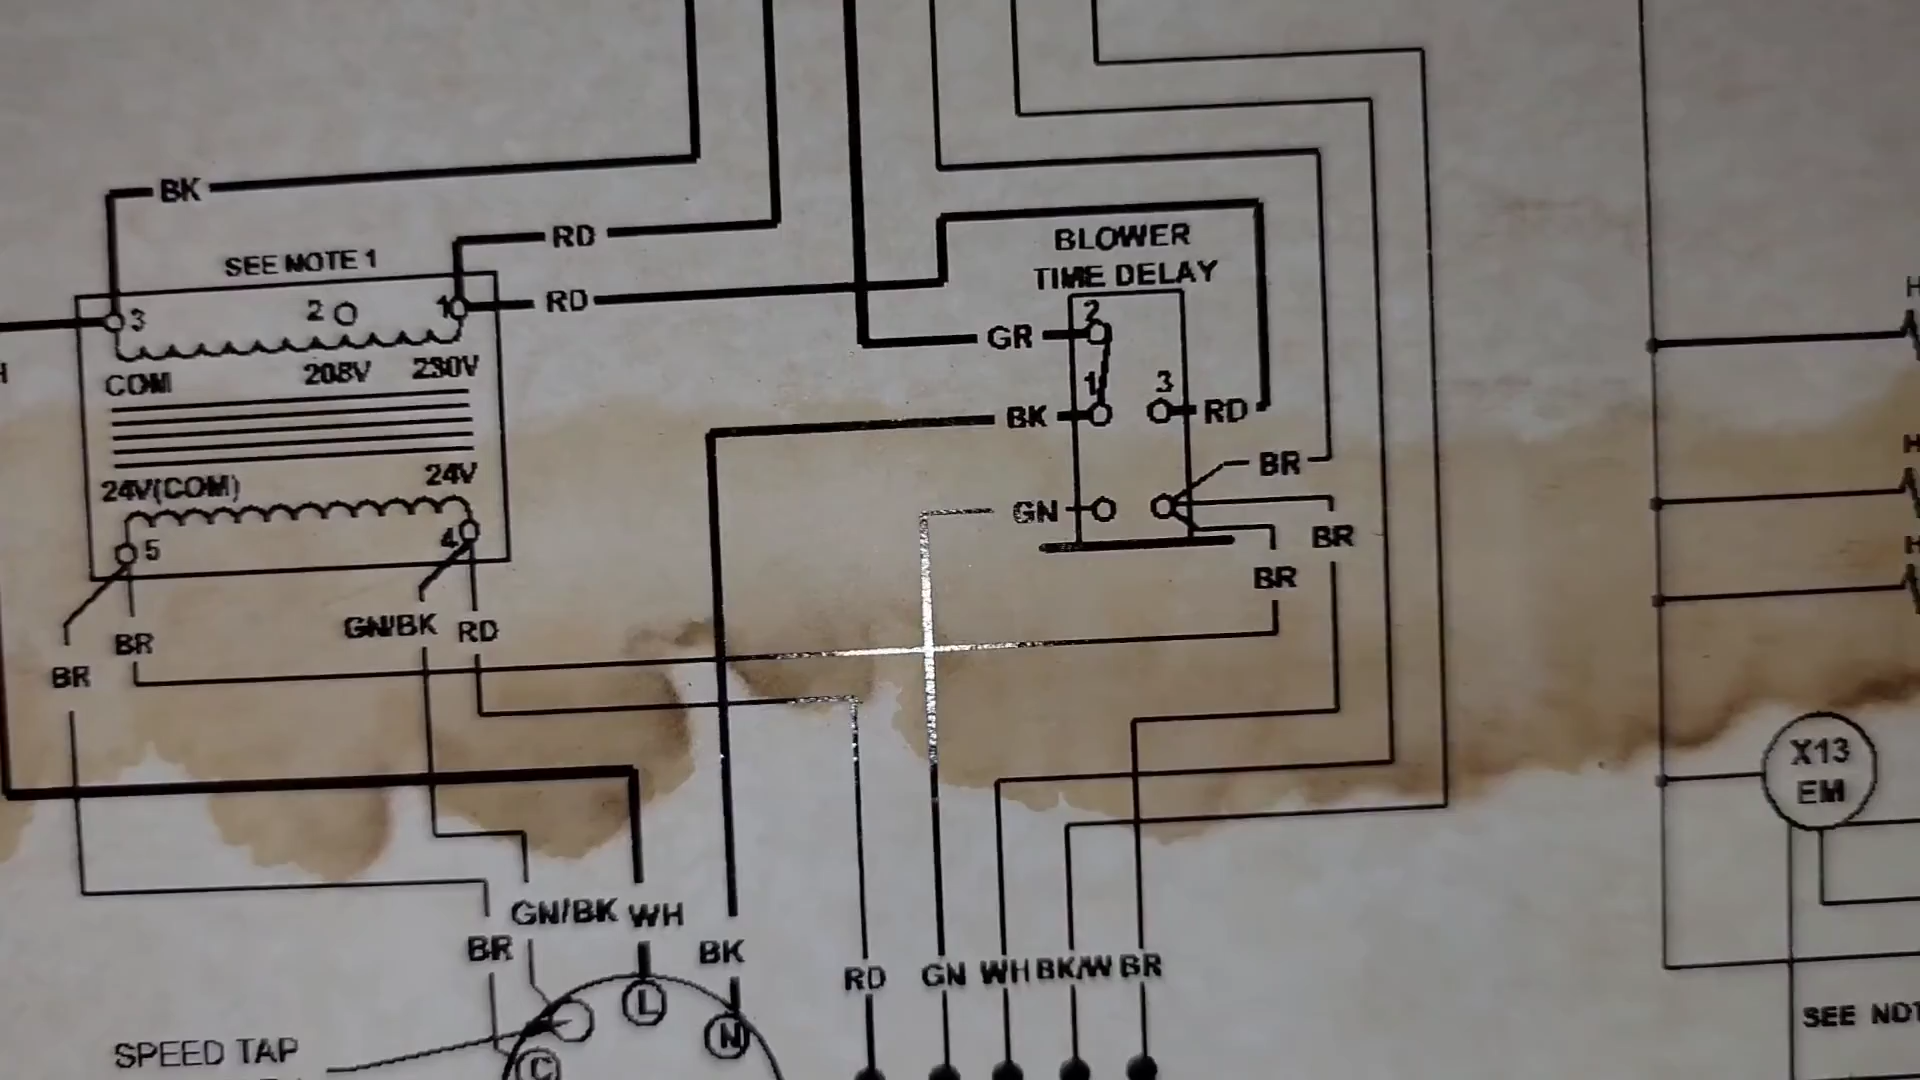 BK
RD
SEE NOTE 1
RD
3
2
1
COM
208V
230V
24V(COM)
24V
5
4
BLOWER
TIME DELAY
2
GR
1
3
BK
RD
BR
GN
BR
BR
GN/BK
RD
BR
BR
X13
EM
GN/BK
WH
BR
BK
RD
GN
WH
BK/W
BR
L
N
C
SPEED TAP
SEE
H
H
H
H